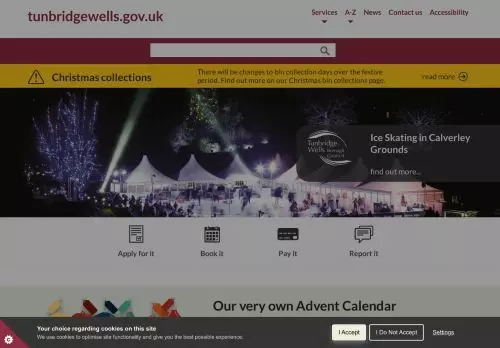 tunbridgewells.gov.uk
Services
A-Z
News
Contact us
Accessibility
Christmas collections
There will be changes to bin collection days over the festive
period. Find out more on our Christmas bin collections page.
read more
Tunbridge
Wells Borough
Council
Ice Skating in Calverley
Grounds
find out more...
Apply for it
Book it
Pay it
Report it
Our very own Advent Calendar
Your choice regarding cookies on this site
We use cookies to optimise site functionality and give you the best possible experience.
I Accept
I Do Not Accept
Settings